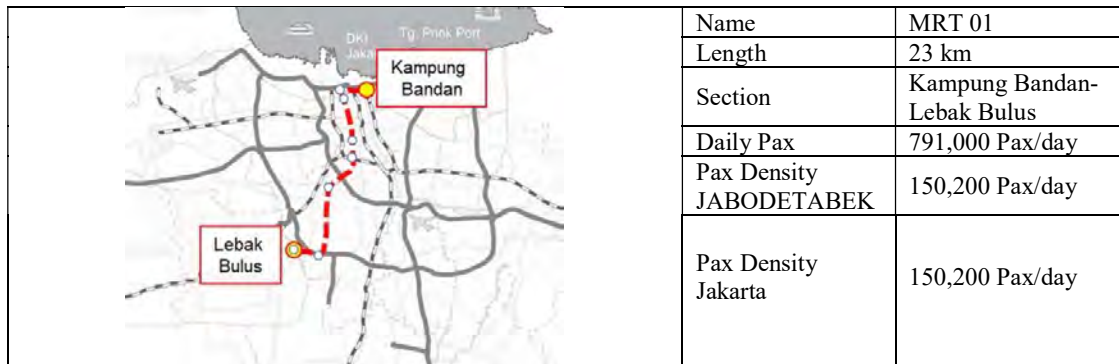 DKI
Jaka
Tg. Priok Port
Kampung
Bandan
Lebak
Bulus
Name MRT 01
Length 23 km
Section Kampung Bandan-
Lebak Bulus
Daily Pax 791,000 Pax/day
Pax Density
JABODETABEK 150,200 Pax/day
Pax Density
Jakarta 150,200 Pax/day